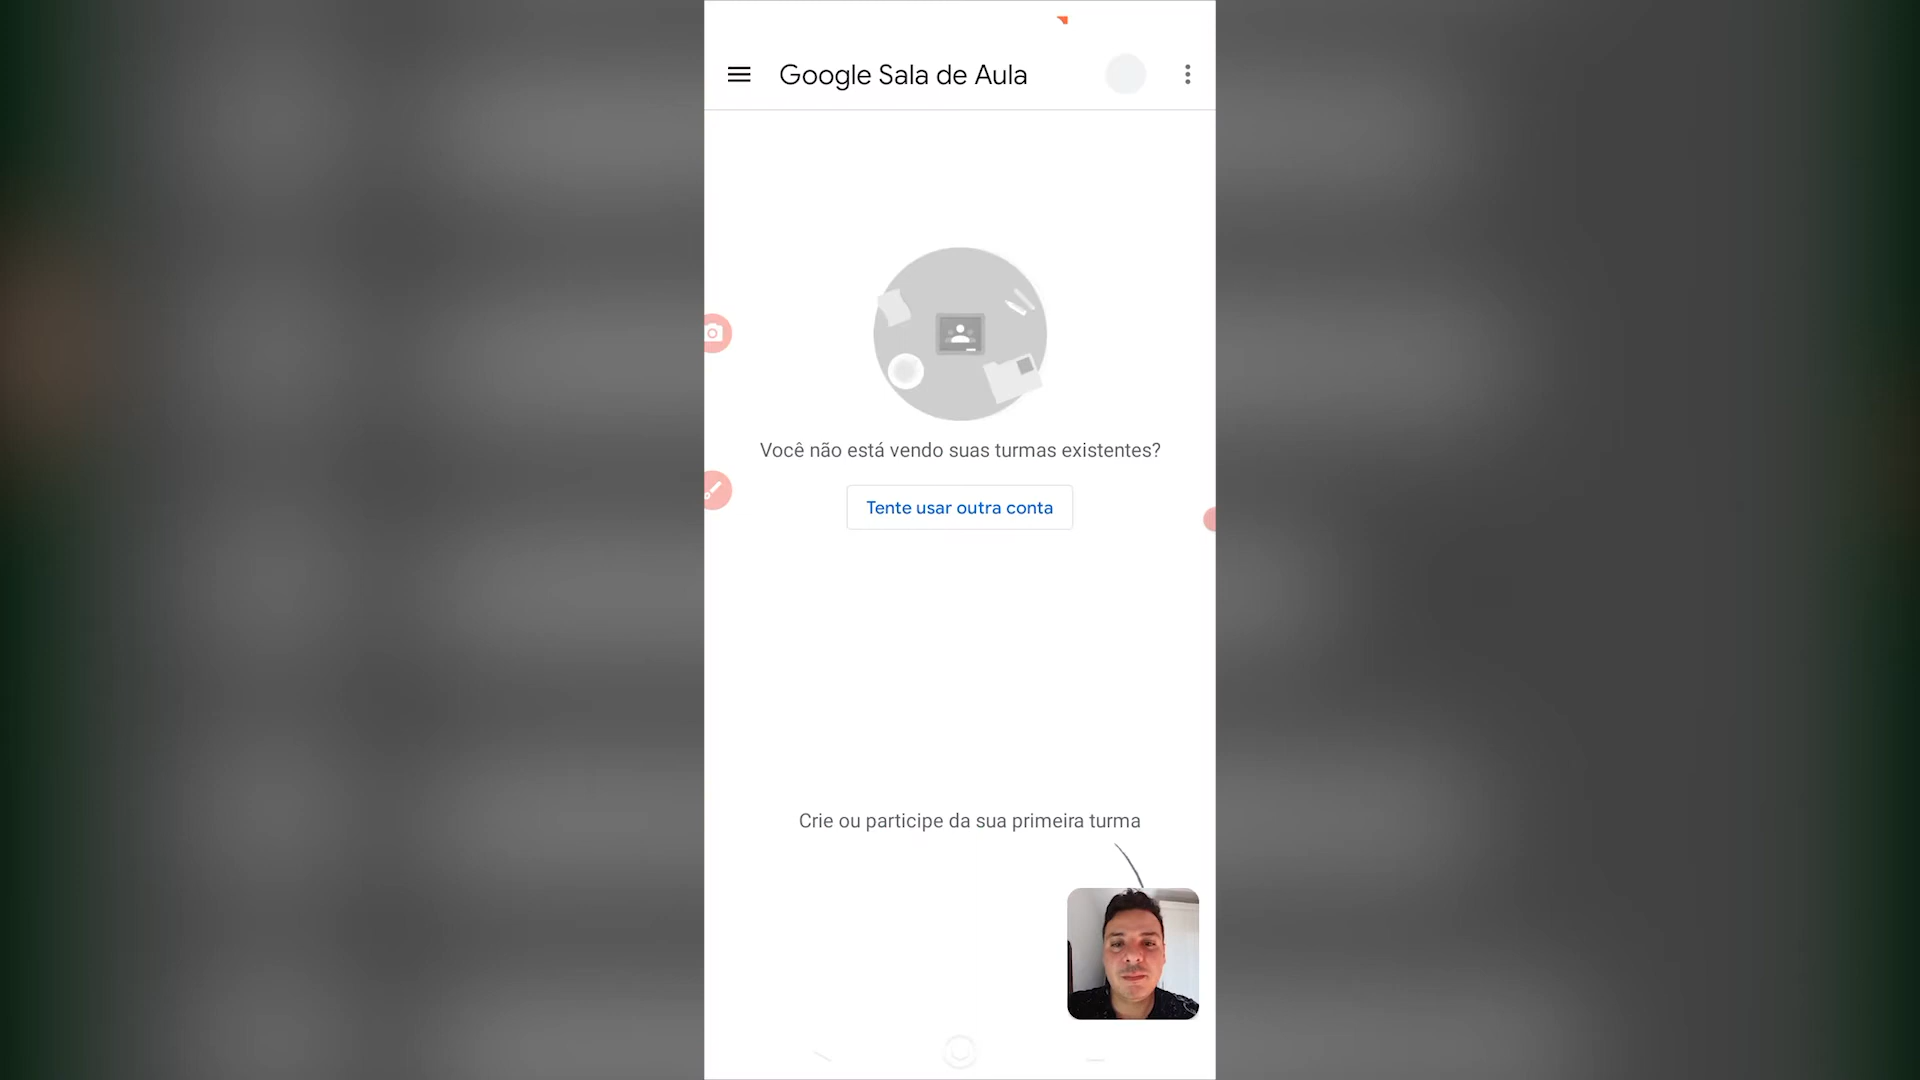 Google Sala de Aula
Você não está vendo suas turmas existentes?
Tente usar outra conta
Crie ou participe da sua primeira turma